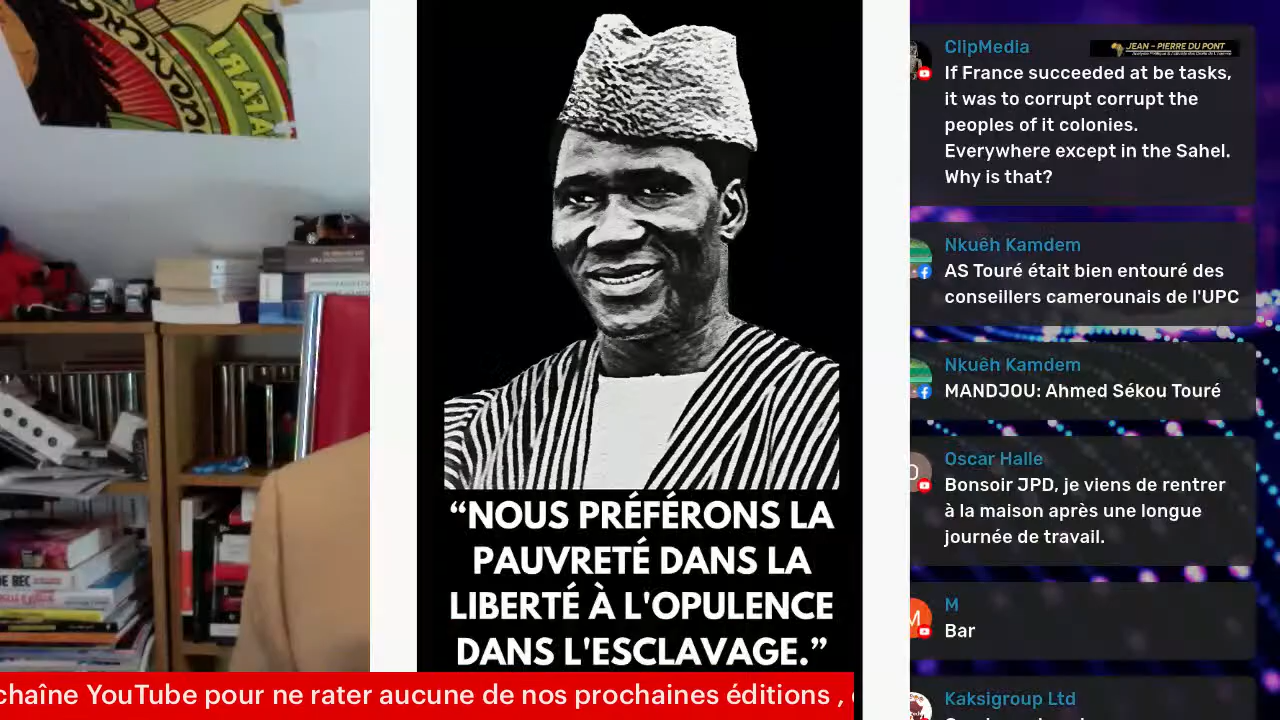 “NOUS PRÉFÉRONS LA
PAUVRETÉ DANS LA
LIBERTÉ À L'OPULENCE
DANS L'ESCLAVAGE.”
chaîne YouTube pour ne rater aucune de nos prochaines éditions ,
ClipMedia
JEAN - PIERRE DU PONT
If France succeeded at be tasks,
it was to corrupt corrupt the
peoples of it colonies.
Everywhere except in the Sahel.
Why is that?
Nkuêh Kamdem
AS Touré était bien entouré des
conseillers camerounais de l'UPC
Nkuêh Kamdem
MANDJOU: Ahmed Sékou Touré
Oscar Halle
Bonsoir JPD, je viens de rentrer
à la maison après une longue
journée de travail.
M
M
Bar
Kaksigroup Ltd